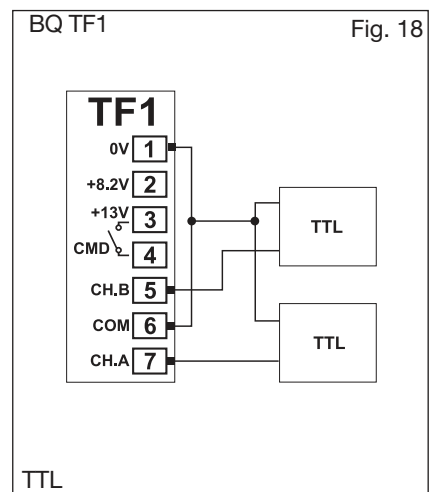 BQ TF1 Fig. 18
TF1
0V 1
+8.2V 2
+13V 3
CMD 4
CH.B 5
COM 6
CH.A 7
TTL
TTL
TTL